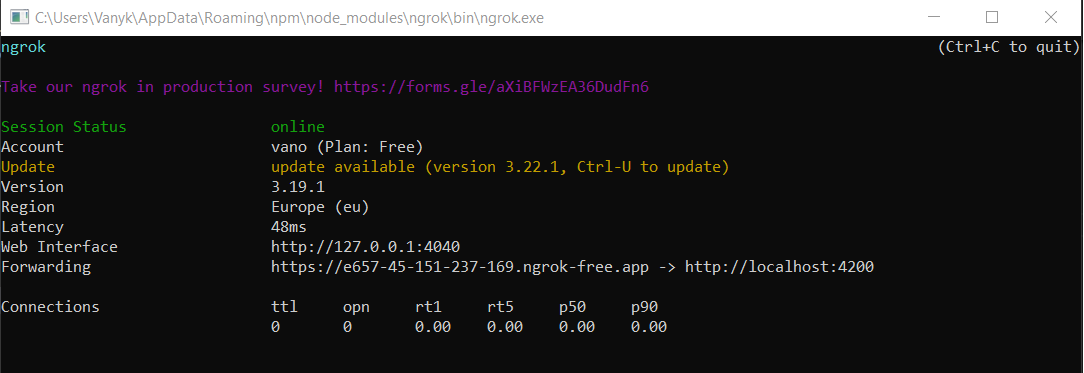 C:\Users\Vanyk\AppData\Roaming\npm\node_modules\ngrok\bin\ngrok.exe
ngrok (Ctrl+C to quit)
Take our ngrok in production survey! https://forms.gle/aXiBFWzEA36DudFn6
Session Status online
Account vano (Plan: Free)
Update update available (version 3.22.1, Ctrl-U to update)
Version 3.19.1
Region Europe (eu)
Latency 48ms
Web Interface http://127.0.0.1:4040
Forwarding https://e657-45-151-237-169.ngrok-free.app -> http://localhost:4200
Connections ttl opn rt1 rt5 p50 p90
0 0 0.00 0.00 0.00 0.00